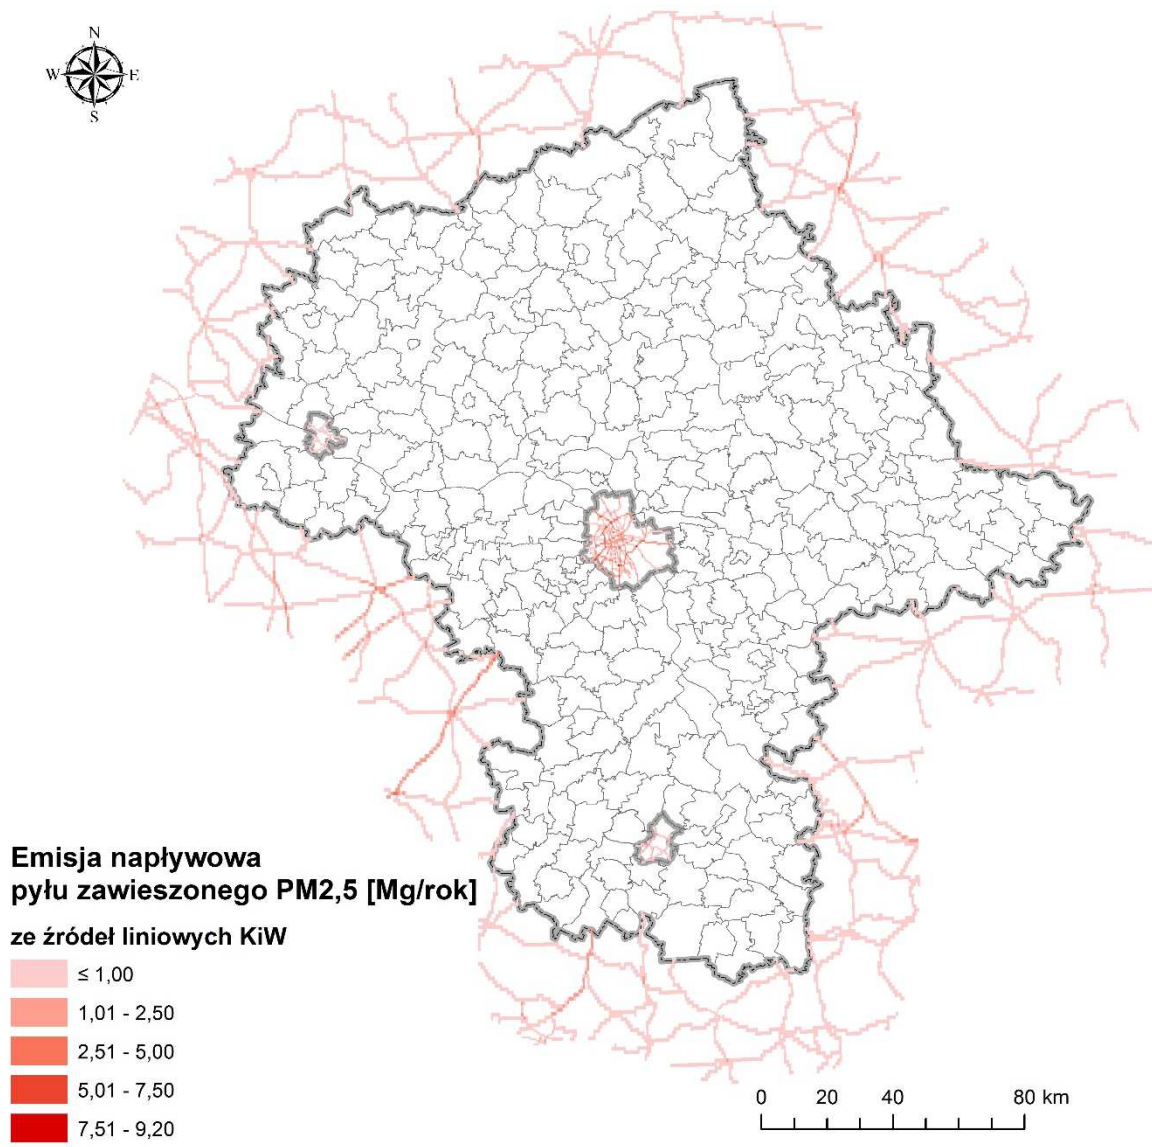 N
W E
S
Emisja napływowa
pyłu zawieszonego PM2,5 [Mg/rok]
ze źródeł liniowych KiW
≤ 1,00
1,01 - 2,50
2,51 - 5,00
5,01 - 7,50
7,51 - 9,20
0 20 40 80 km